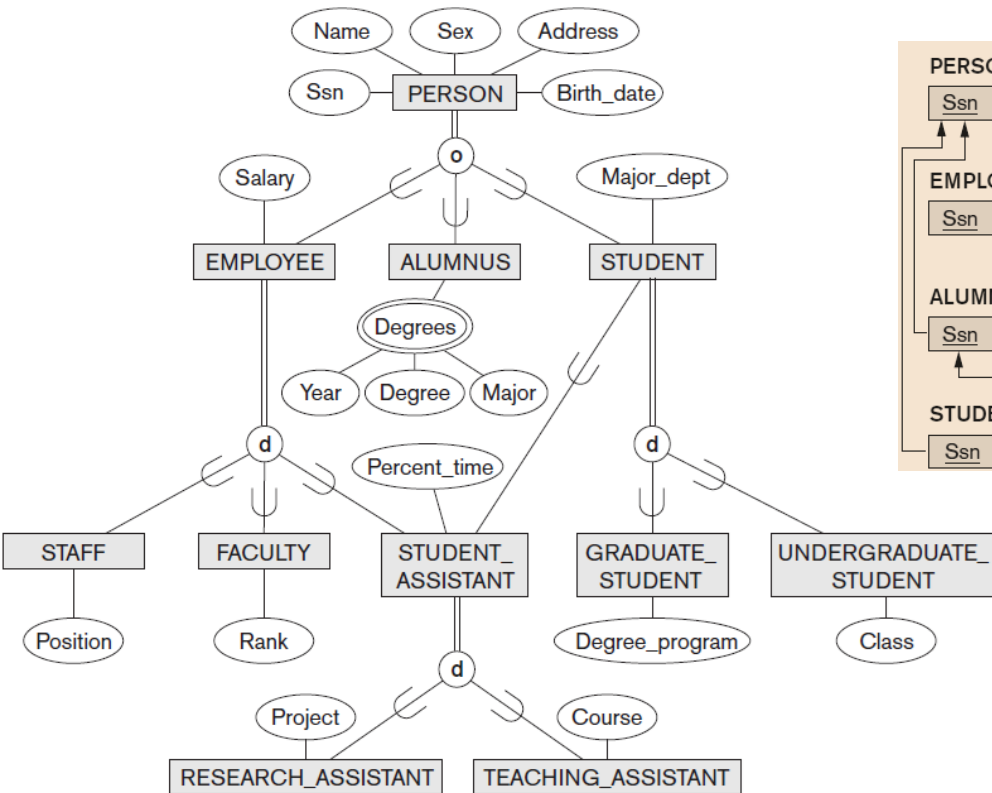 Name
Sex
Address
Ssn
PERSON
Birth_date
o
Salary
Major_dept
EMPLOYEE
ALUMNUS
STUDENT
Degrees
Year
Degree
Major
d
d
Percent_time
STAFF
FACULTY
STUDENT_
ASSISTANT
GRADUATE_
STUDENT
UNDERGRADUATE_
STUDENT
Position
Rank
Degree_program
Class
d
Project
Course
RESEARCH_ASSISTANT
TEACHING_ASSISTANT
Ssn
Ssn
Ssn
Ssn